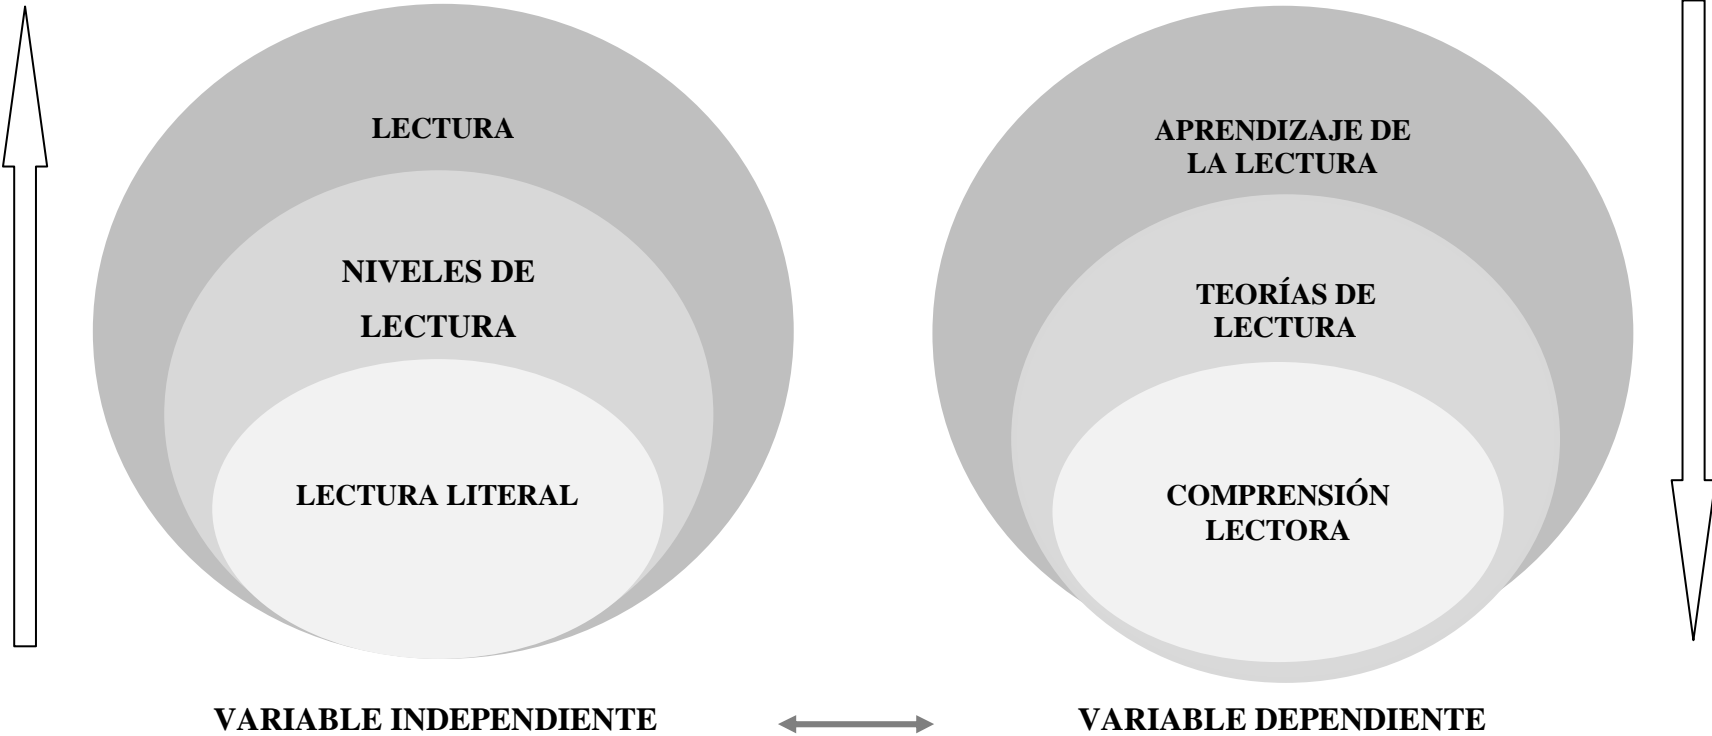 LECTURA
NIVELES DE
LECTURA
LECTURA LITERAL
VARIABLE INDEPENDIENTE
APRENDIZAJE DE
LA LECTURA
TEORÍAS DE
LECTURA
COMPRENSIÓN
LECTORA
VARIABLE DEPENDIENTE